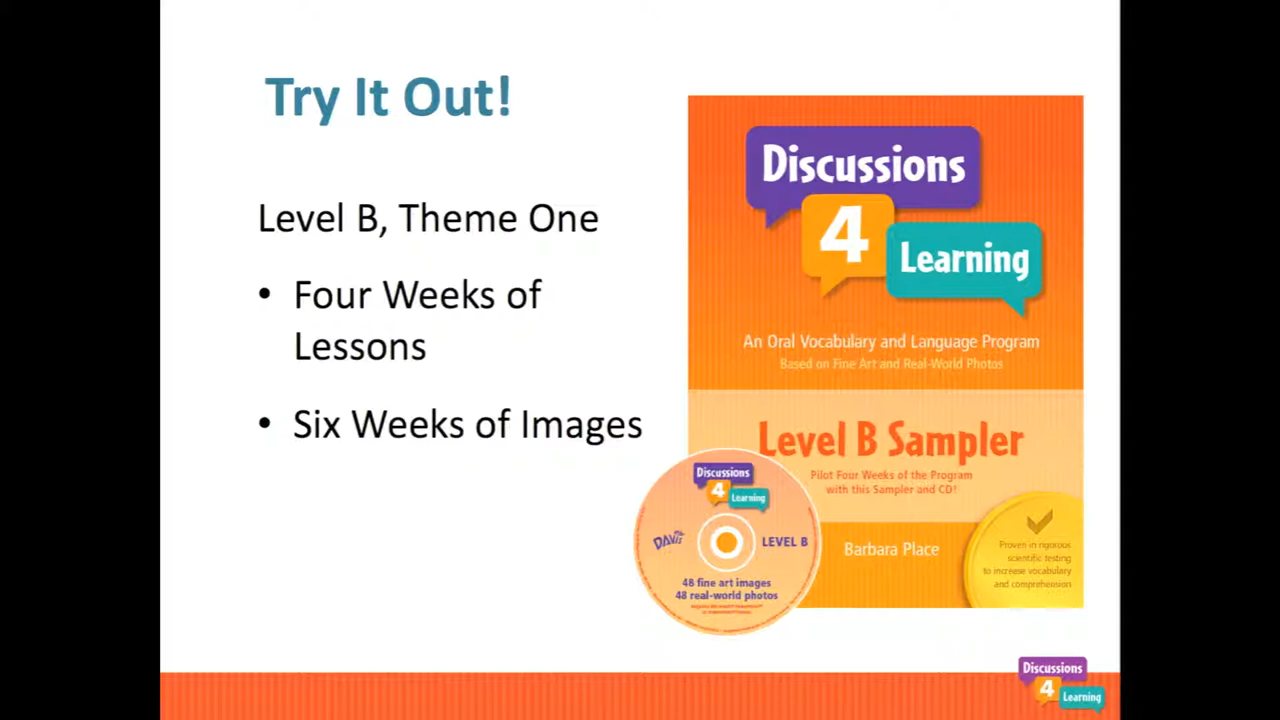 Try It Out!
Level B, Theme One
• Four Weeks of
Lessons
• Six Weeks of Images
Discussions
4
Learning
An Oral Vocabulary and Language Program
Based on Fine Art and Real-World Photos
Level B Sampler
Pilot Four Weeks of the Program
with this Sampler and CD!
Barbara Place
Proven in rigorous
scientific testing
to increase vocabulary
and comprehension
Discussions
4
Learning
DAVIS
LEVEL B
48 fine art images
48 real-world photos
Discussions
4
Learning